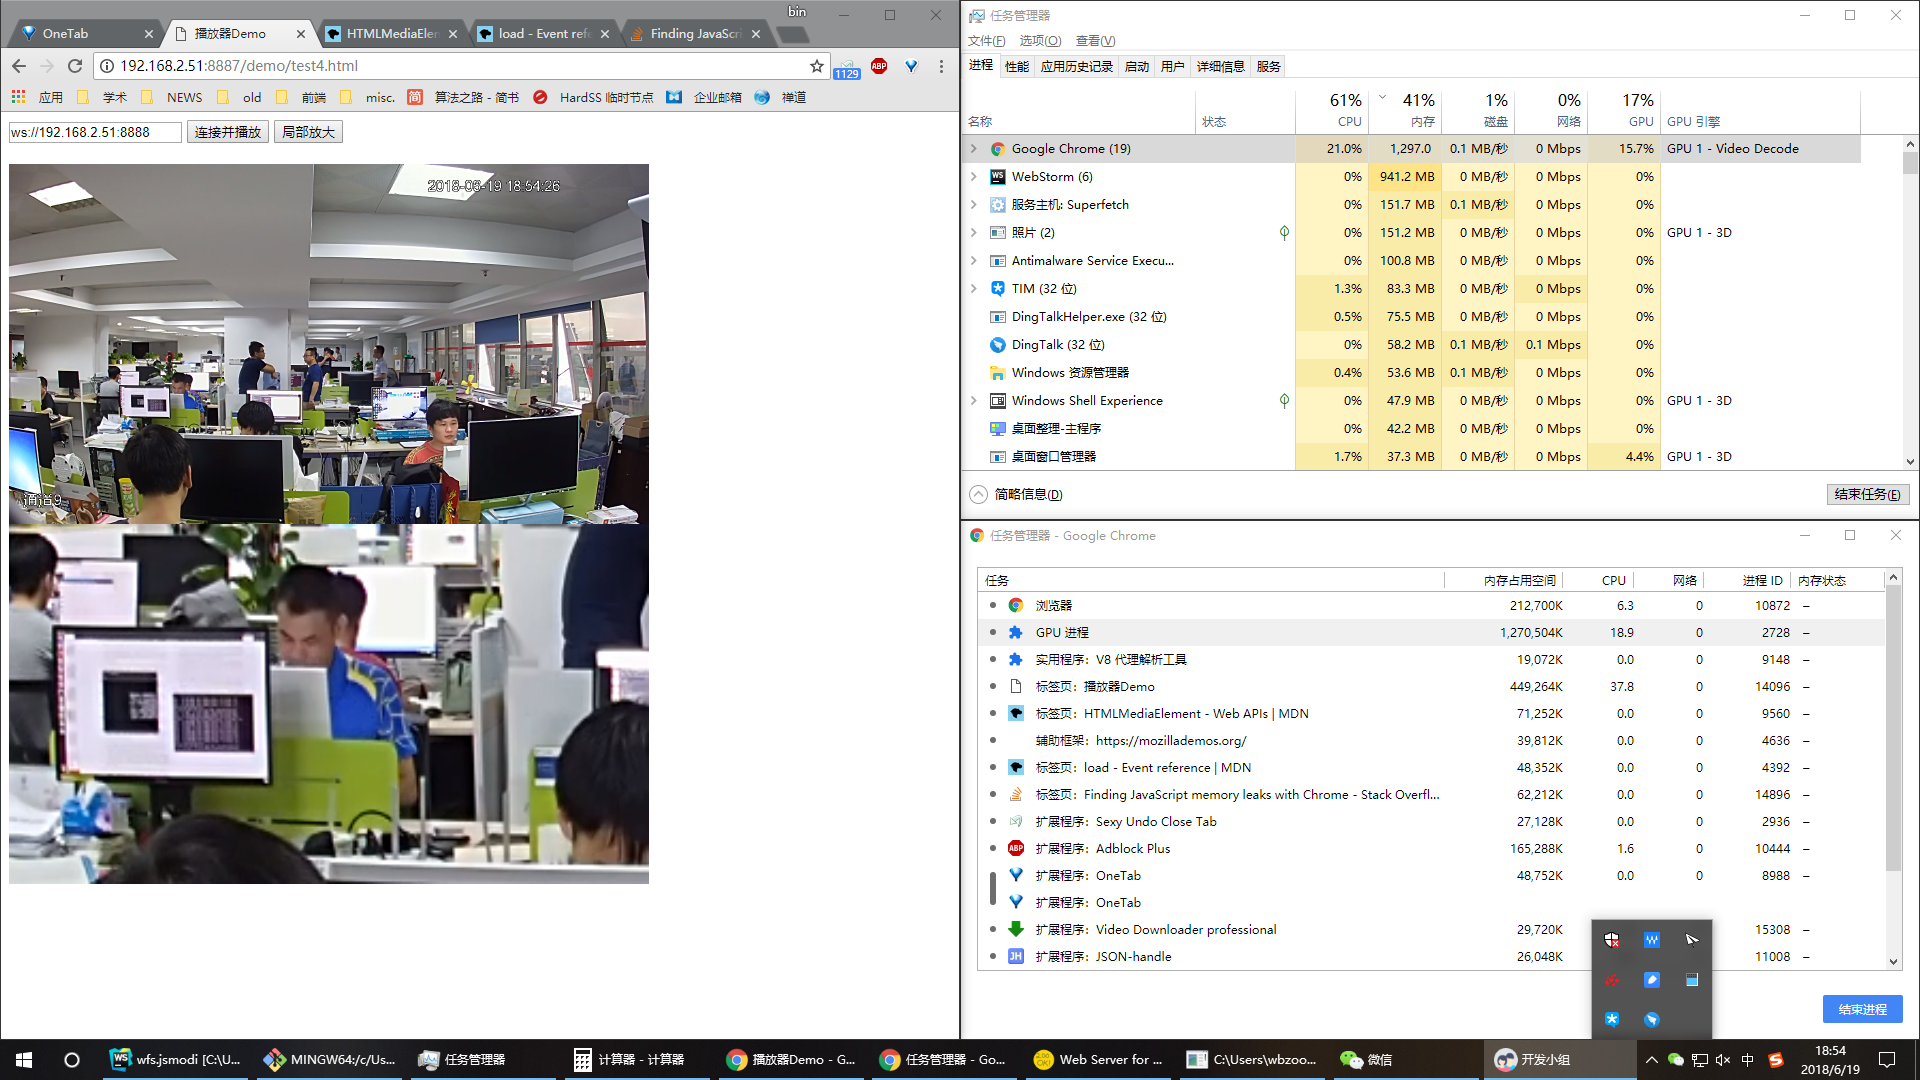 bin
OneTab
播放器Demo
HTMLMediaElem
load - Event refe
Finding JavaScri
192.168.2.51:8887/demo/test4.html
1129
ABP
应用
学术
NEWS
old
前端
misc.
简
算法之路 - 简书
HardSS 临时节点
企业邮箱
禅道
ws://192.168.2.51:8888
连接并播放
局部放大
2018-06-19 18:54:26
通道9
任务管理器
文件(F) 选项(O) 查看(V)
进程 性能 应用历史记录 启动 用户 详细信息 服务
61% 41% 1% 0% 17%
名称 状态 CPU 内存 磁盘 网络 GPU GPU 引擎
Google Chrome (19) 21.0% 1,297.0 0.1 MB/秒 0 Mbps 15.7% GPU 1 - Video Decode
WebStorm (6) 0% 941.2 MB 0 MB/秒 0 Mbps 0%
服务主机: Superfetch 0% 151.7 MB 0.1 MB/秒 0 Mbps 0%
照片 (2) 0% 151.2 MB 0 MB/秒 0 Mbps 0% GPU 1 - 3D
Antimalware Service Execu... 0% 100.8 MB 0 MB/秒 0 Mbps 0%
TIM (32 位) 1.3% 83.3 MB 0 MB/秒 0 Mbps 0%
DingTalkHelper.exe (32 位) 0.5% 75.5 MB 0 MB/秒 0 Mbps 0%
DingTalk (32 位) 0% 58.2 MB 0.1 MB/秒 0.1 Mbps 0%
Windows 资源管理器 0.4% 53.6 MB 0.1 MB/秒 0 Mbps 0%
Windows Shell Experience 0% 47.9 MB 0 MB/秒 0 Mbps 0% GPU 1 - 3D
桌面整理-主程序 0% 42.2 MB 0 MB/秒 0 Mbps 0%
桌面窗口管理器 1.7% 37.3 MB 0 MB/秒 0 Mbps 4.4% GPU 1 - 3D
简略信息(D)
结束任务(E)
任务管理器 - Google Chrome
任务 内存占用空间 CPU 网络 进程 ID 内存状态
浏览器 212,700K 6.3 0 10872 –
GPU 进程 1,270,504K 18.9 0 2728 –
实用程序：V8 代理解析工具 19,072K 0.0 0 9148 –
标签页：播放器Demo 449,264K 37.8 0 14096 –
标签页：HTMLMediaElement - Web APIs | MDN 71,252K 0.0 0 9560 –
辅助框架：https://mozillademos.org/ 39,812K 0.0 0 4636 –
标签页：load - Event reference | MDN 48,352K 0.0 0 4392 –
标签页：Finding JavaScript memory leaks with Chrome - Stack Overfl... 62,212K 0.0 0 14896 –
扩展程序：Sexy Undo Close Tab 27,128K 0.0 0 2936 –
扩展程序：Adblock Plus 165,288K 1.6 0 10444 –
扩展程序：OneTab 48,752K 0.0 0 8988 –
扩展程序：OneTab
扩展程序：Video Downloader professional 29,720K 15308 –
扩展程序：JSON-handle 26,048K 11008 –
结束进程
wfs.jsmodi [C:\U...
MINGW64:/c/Us...
任务管理器
计算器 - 计算器
播放器Demo - G...
任务管理器 - Go...
Web Server for ...
C:\Users\wbzoo...
微信
开发小组
中
18:54
2018/6/19